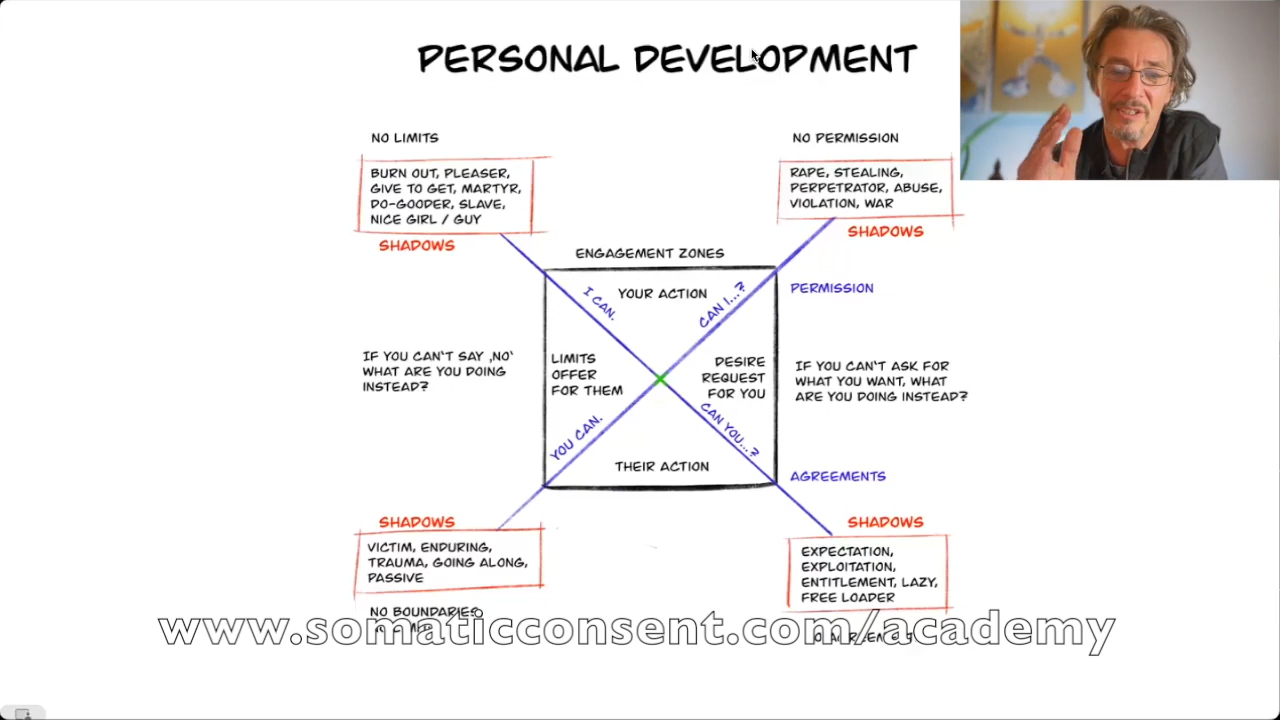 PERSONAL DEVELOPMENT
NO LIMITS
BURN OUT, PLEASER,
GIVE TO GET, MARTYR,
DO-GOODER, SLAVE,
NICE GIRL / GUY
SHADOWS
NO PERMISSION
RAPE, STEALING,
PERPETRATOR, ABUSE,
VIOLATION, WAR
SHADOWS
ENGAGEMENT ZONES
YOUR ACTION
I CAN.
CAN I...?
PERMISSION
IF YOU CAN'T SAY ,NO'
WHAT ARE YOU DOING
INSTEAD?
LIMITS
OFFER
FOR THEM
DESIRE
REQUEST
FOR YOU
IF YOU CAN'T ASK FOR
WHAT YOU WANT, WHAT
ARE YOU DOING INSTEAD?
YOU CAN.
CAN YOU...?
THEIR ACTION
AGREEMENTS
SHADOWS
VICTIM, ENDURING,
TRAUMA, GOING ALONG,
PASSIVE
NO BOUNDARIES
SHADOWS
EXPECTATION,
EXPLOITATION,
ENTITLEMENT, LAZY,
FREE LOADER
www.somaticconsent.com/academy